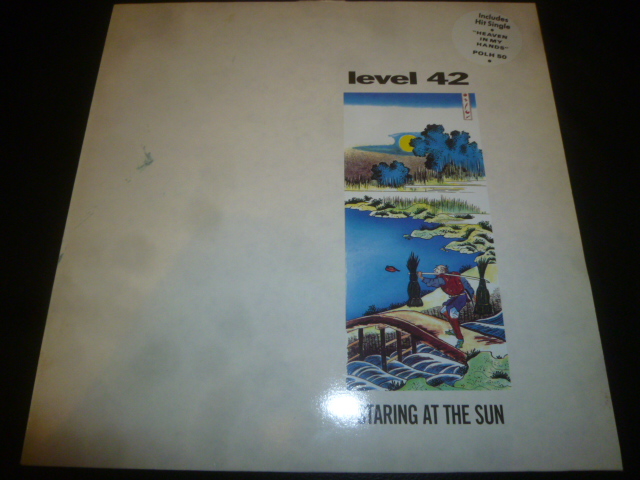 Includes
Hit Single
"HEAVEN
IN MY
HANDS"
POLH 50
level 42
STARING AT THE SUN